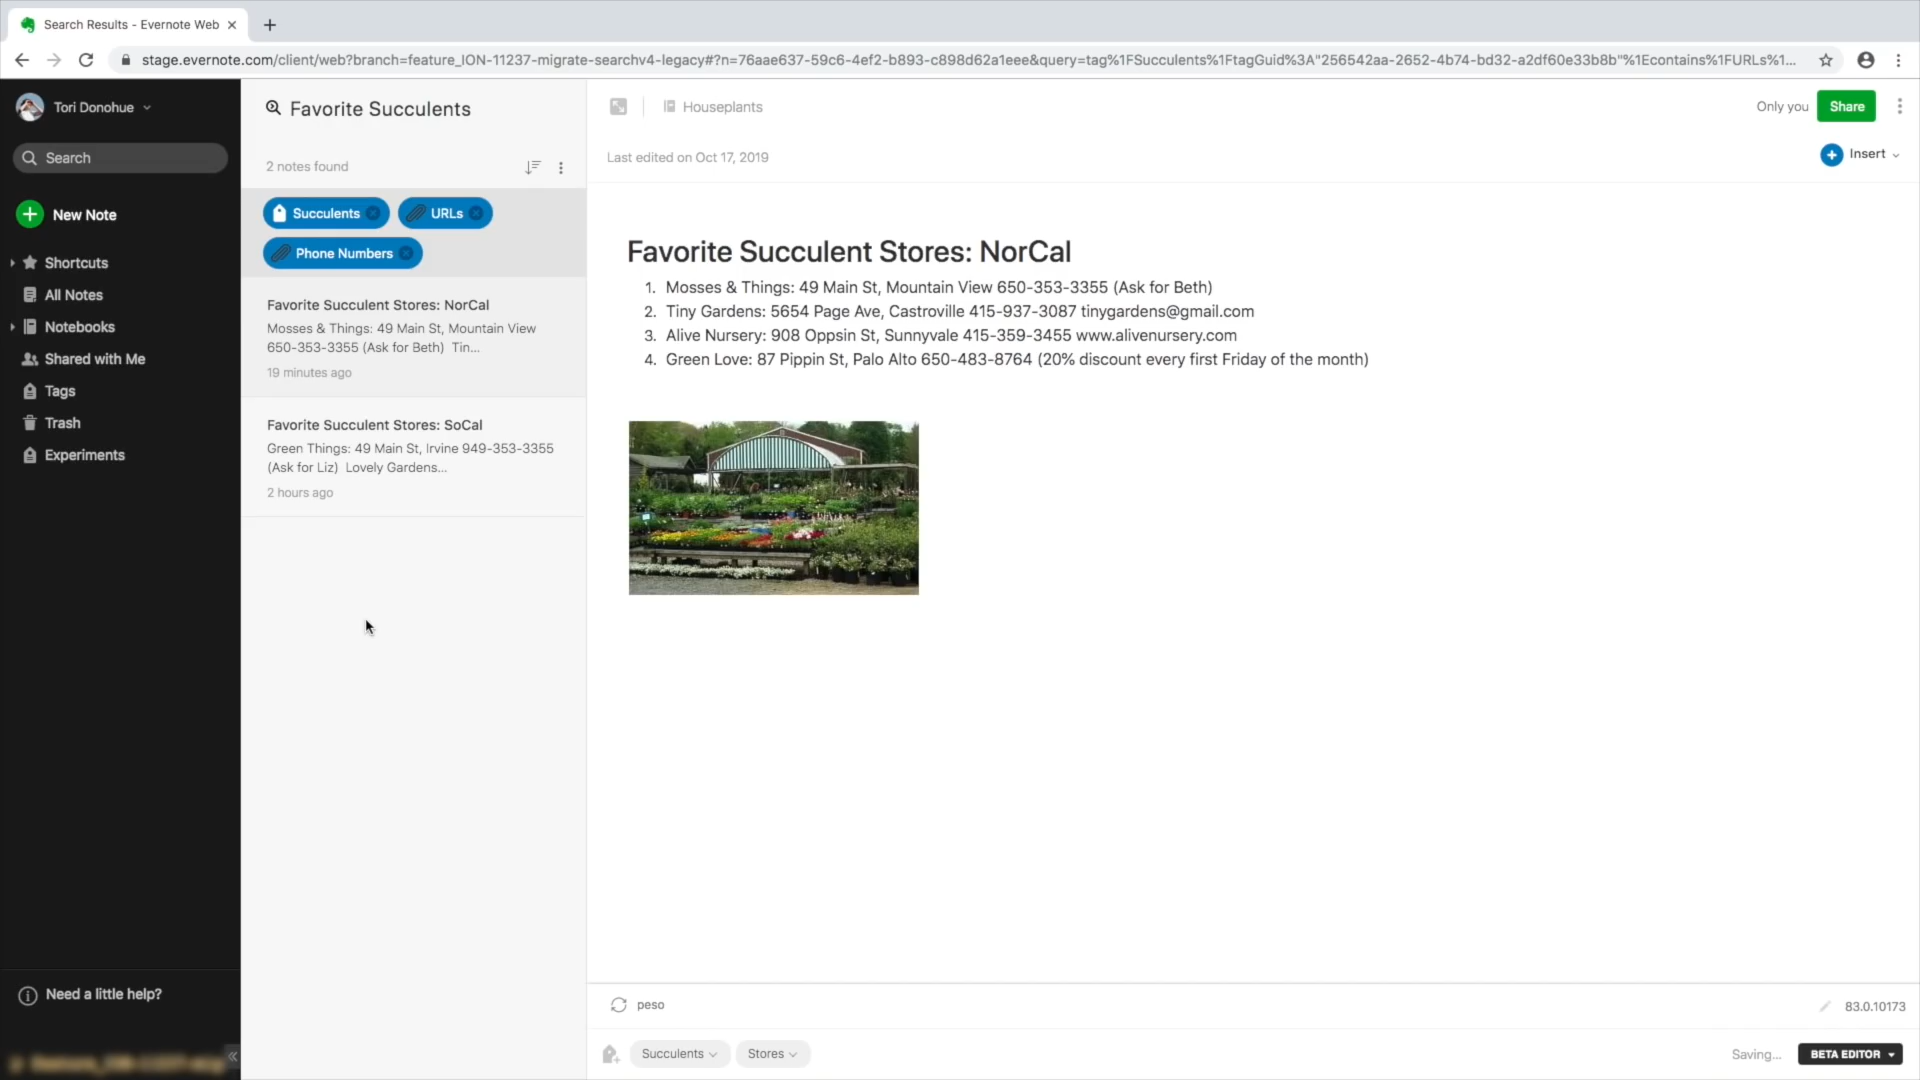 Search Results - Evernote Web
stage.evernote.com/client/web?branch=feature_ION-11237-migrate-searchv4-legacy#?n=76aae637-59c6-4ef2-b893-c898d62a1eee&query=tag%1FSucculents%1FtagGuid%3A"256542aa-2652-4b74-bd32-a2df60e33b8b"%1Econtains%1FURLs%1...
Tori Donohue
Search
New Note
Shortcuts
All Notes
Notebooks
Shared with Me
Tags
Trash
Experiments
Need a little help?
Favorite Succulents
2 notes found
Succulents
URLs
Phone Numbers
Favorite Succulent Stores: NorCal
Mosses & Things: 49 Main St, Mountain View
650-353-3355 (Ask for Beth) Tin...
19 minutes ago
Favorite Succulent Stores: SoCal
Green Things: 49 Main St, Irvine 949-353-3355
(Ask for Liz) Lovely Gardens...
2 hours ago
Houseplants
Only you
Share
Last edited on Oct 17, 2019
Insert
Favorite Succulent Stores: NorCal
1. Mosses & Things: 49 Main St, Mountain View 650-353-3355 (Ask for Beth)
2. Tiny Gardens: 5654 Page Ave, Castroville 415-937-3087 tinygardens@gmail.com
3. Alive Nursery: 908 Oppsin St, Sunnyvale 415-359-3455 www.alivenursery.com
4. Green Love: 87 Pippin St, Palo Alto 650-483-8764 (20% discount every first Friday of the month)
peso
83.0.10173
Succulents
Stores
Saving...
BETA EDITOR